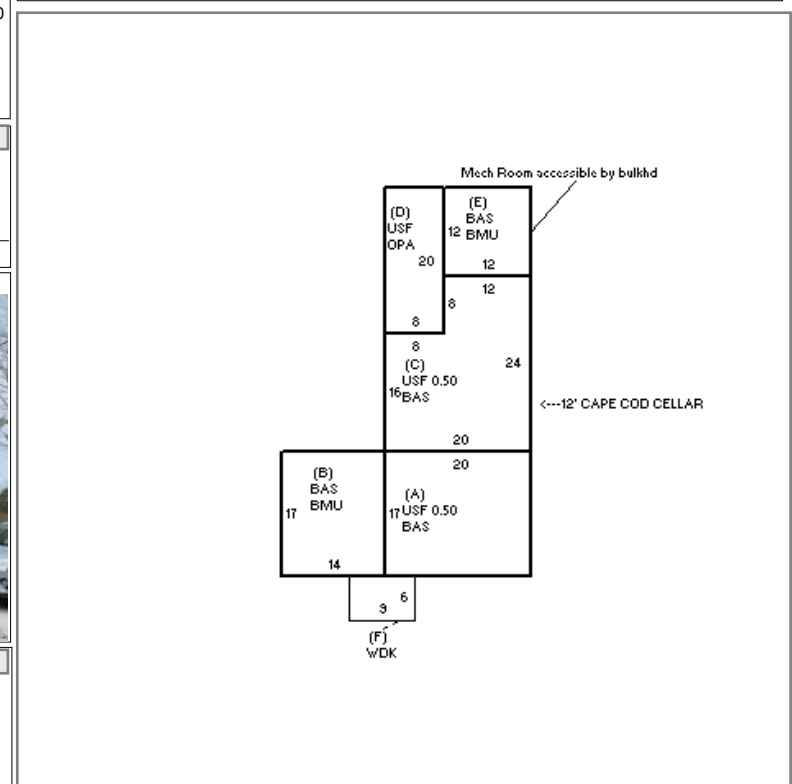 Mech Room accessible by bulkhd
(D)
USF
OPA
20
8
(E)
BAS
12 BMU
12
12
8
8
(C)
USF 0.50
16 BAS
24
20
<---12' CAPE COD CELLAR
(B)
BAS
17 BMU
14
20
(A)
17 USF 0.50
BAS
6
9
(F)
WDK